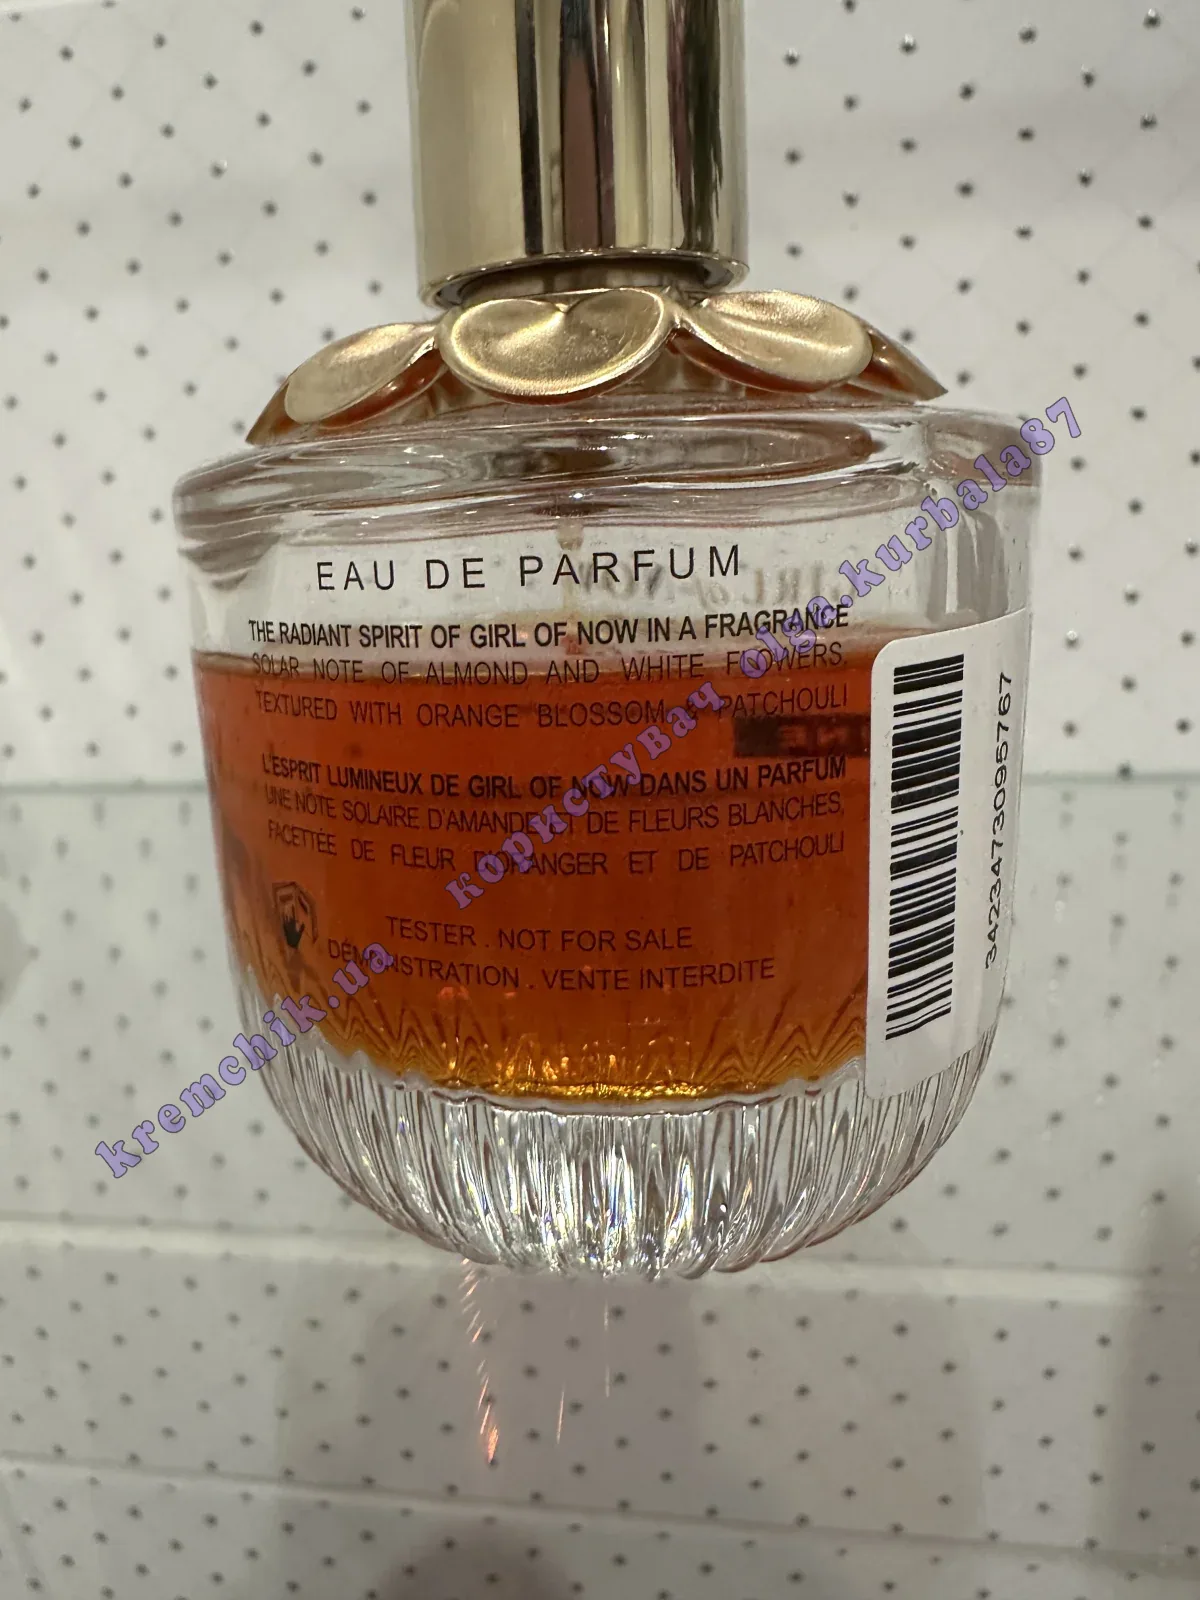 EAU DE PARFUM
THE RADIANT SPIRIT OF GIRL OF NOW IN A FRAGRANCE
SOLAR NOTE OF ALMOND AND WHITE FLOWERS,
TEXTURED WITH ORANGE BLOSSOM & PATCHOULI
L'ESPRIT LUMINEUX DE GIRL OF NOW DANS UN PARFUM
UNE NOTE SOLAIRE D'AMANDE ET DE FLEURS BLANCHES,
FACETTÉE DE FLEUR D'ORANGER ET DE PATCHOULI
TESTER . NOT FOR SALE
DÉMONSTRATION . VENTE INTERDITE
3423473095767
kremchik.ua
користувач olga.kurbala87